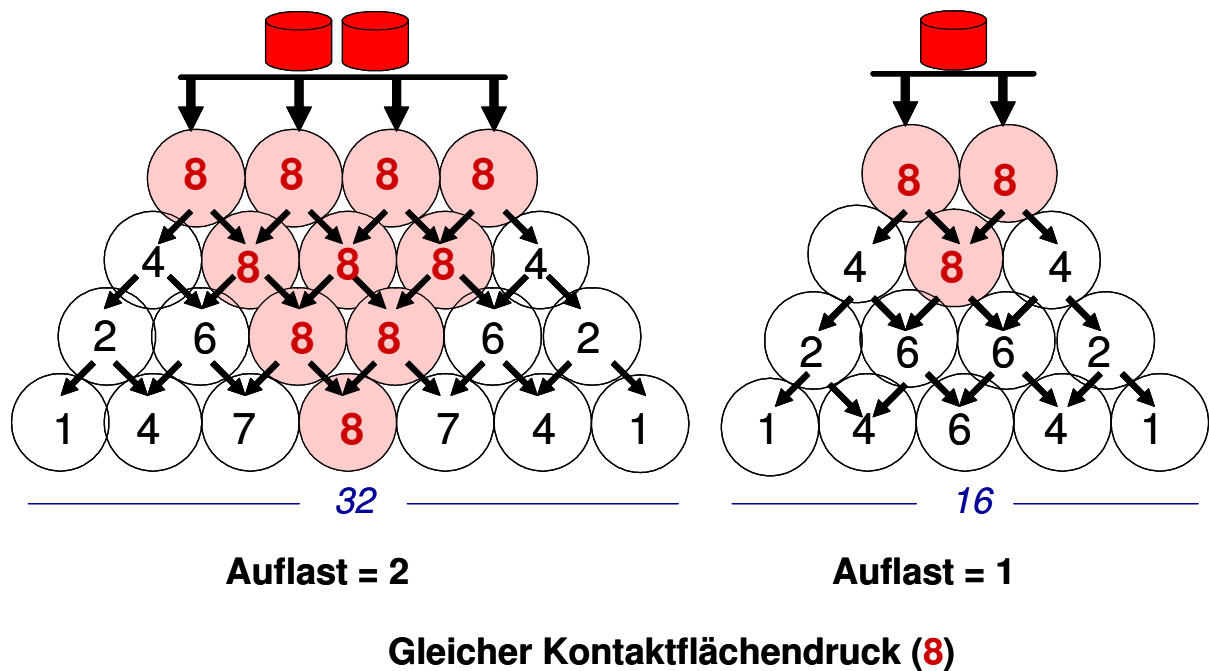 8 8 8 8 8 8
4 8 8 8 4 4 8 4
2 6 8 8 6 2 2 6 6 2
1 4 7 8 7 4 1 1 4 6 4 1
32 16
Auflast = 2 Auflast = 1
Gleicher Kontaktflächendruck (8)